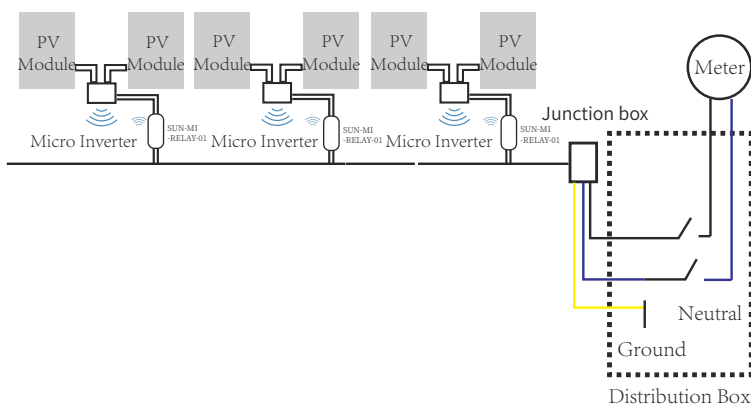 PV
Module
PV
Module
PV
Module
PV
Module
PV
Module
PV
Module
Meter
SUN-MI
-RELAY-01
SUN-MI
-RELAY-01
SUN-MI
-RELAY-01
Micro Inverter
Micro Inverter
Micro Inverter
Junction box
Neutral
Ground
Distribution Box